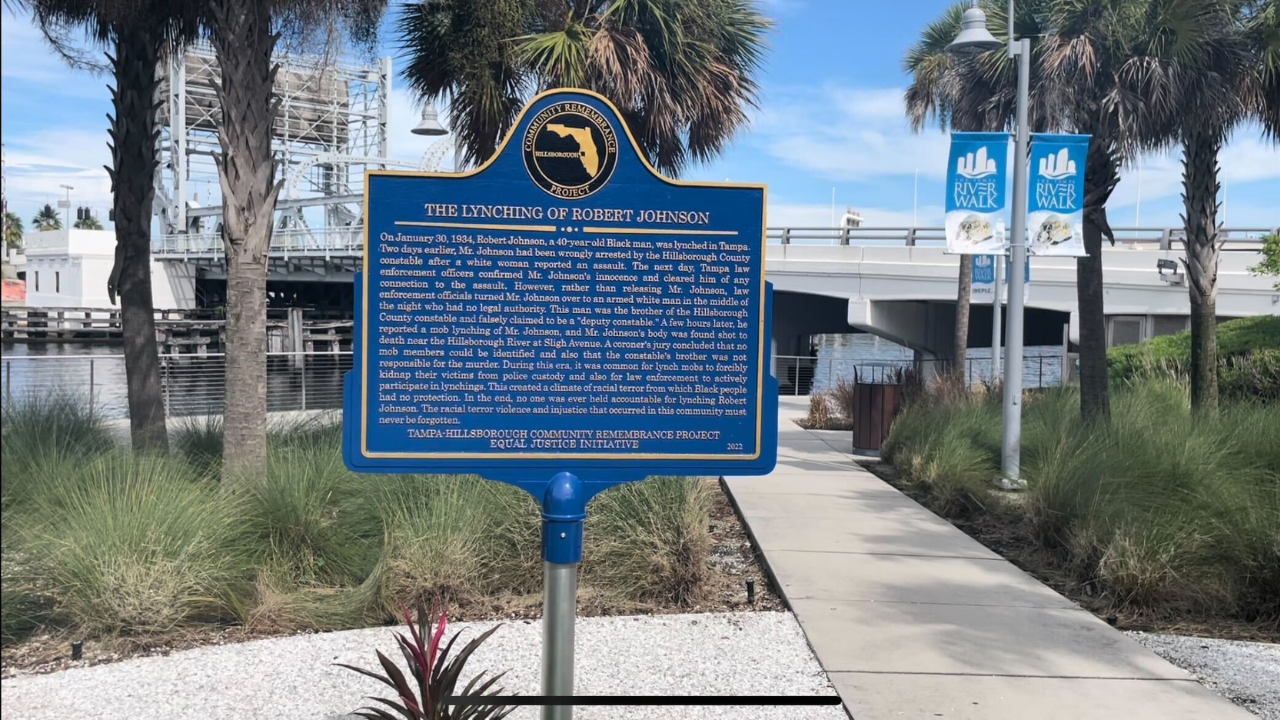 COMMUNITY REMEMBRANCE
HILLSBOROUGH
PROJECT
THE LYNCHING OF ROBERT JOHNSON
On January 30, 1934, Robert Johnson, a 40-year-old Black man, was lynched in Tampa.
Two days earlier, Mr. Johnson had been wrongly arrested by the Hillsborough County
constable after a white woman reported an assault. The next day, Tampa law
enforcement officers confirmed Mr. Johnson's innocence and cleared him of any
connection to the assault. However, rather than releasing Mr. Johnson, law
enforcement officials turned Mr. Johnson over to an armed white man in the middle of
the night who had no legal authority. This man was the brother of the Hillsborough
County constable and falsely claimed to be a "deputy constable." A few hours later, he
reported a mob lynching of Mr. Johnson, and Mr. Johnson's body was found shot to
death near the Hillsborough River at Sligh Avenue. A coroner's jury concluded that no
mob members could be identified and also that the constable's brother was not
responsible for the murder. During this era, it was common for lynch mobs to forcibly
kidnap their victims from police custody and also for law enforcement to actively
participate in lynchings. This created a climate of racial terror from which Black people
had no protection. In the end, no one was ever held accountable for lynching Robert
Johnson. The racial terror violence and injustice that occurred in this community must
never be forgotten.
TAMPA-HILLSBOROUGH COMMUNITY REMEMBRANCE PROJECT
EQUAL JUSTICE INITIATIVE
2022
RIVER
WALK
RIVER
WALK